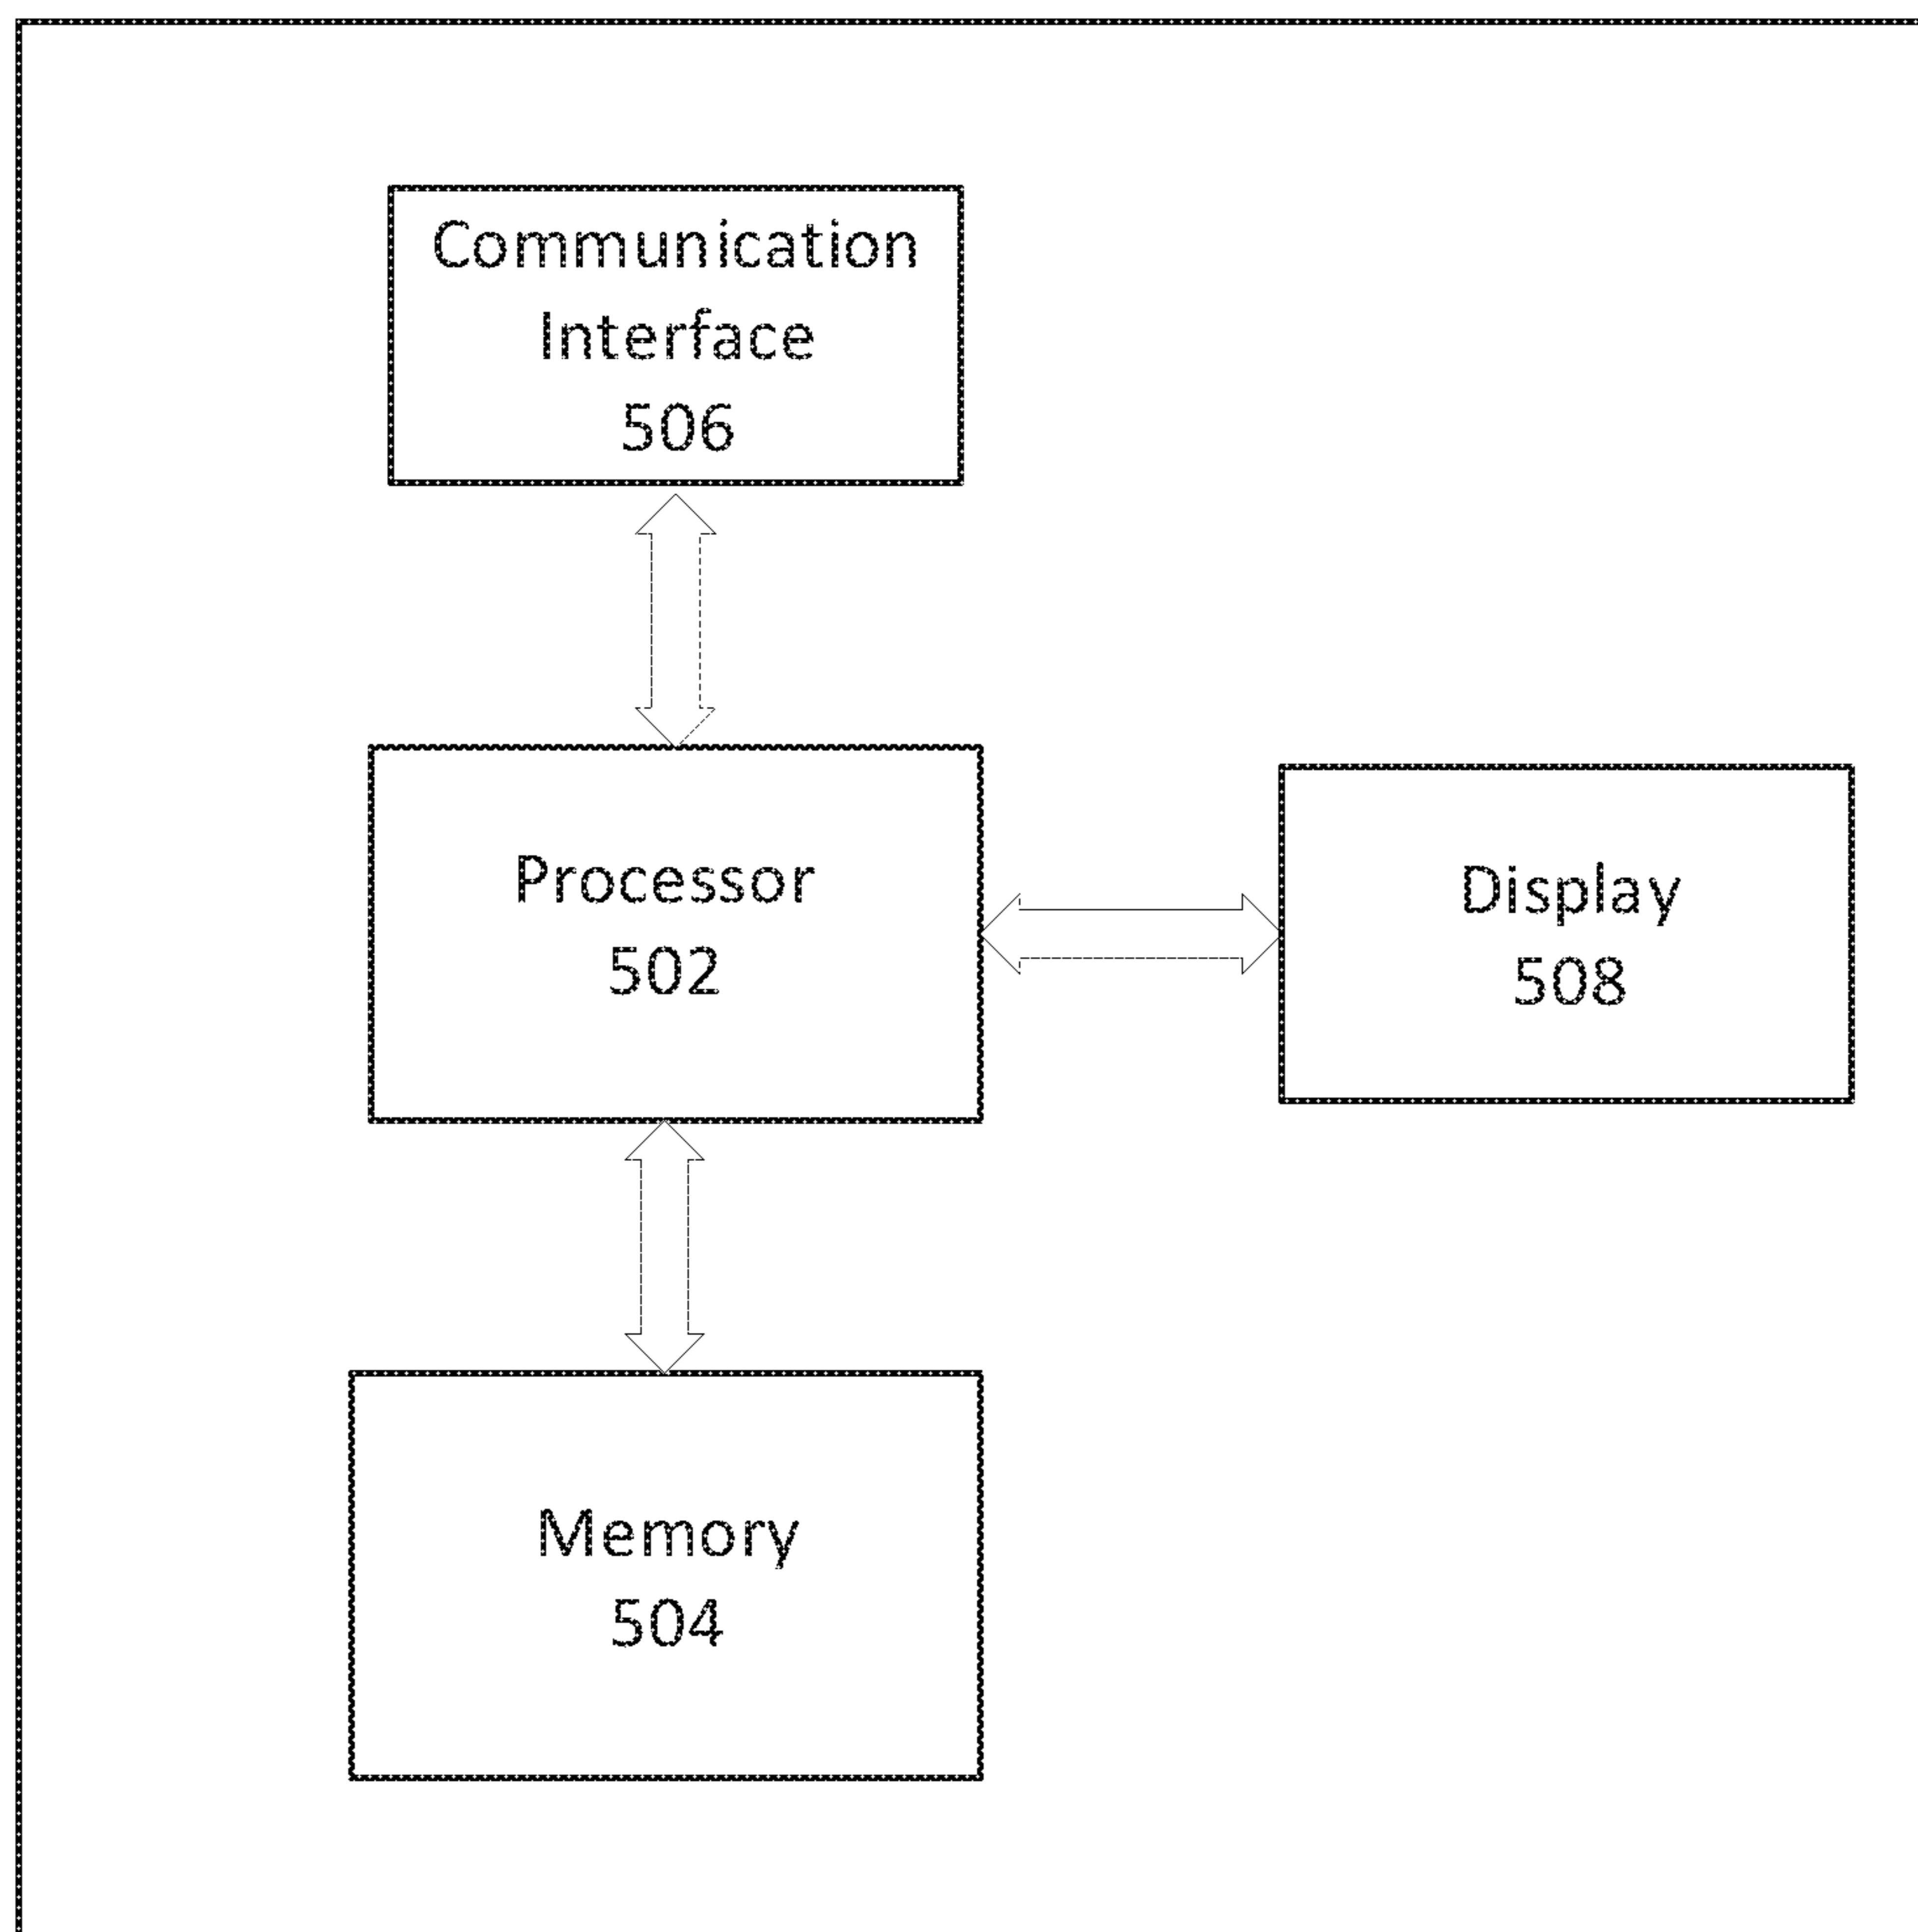 Communication
Interface
506
Processor
502
Display
508
Memory
504